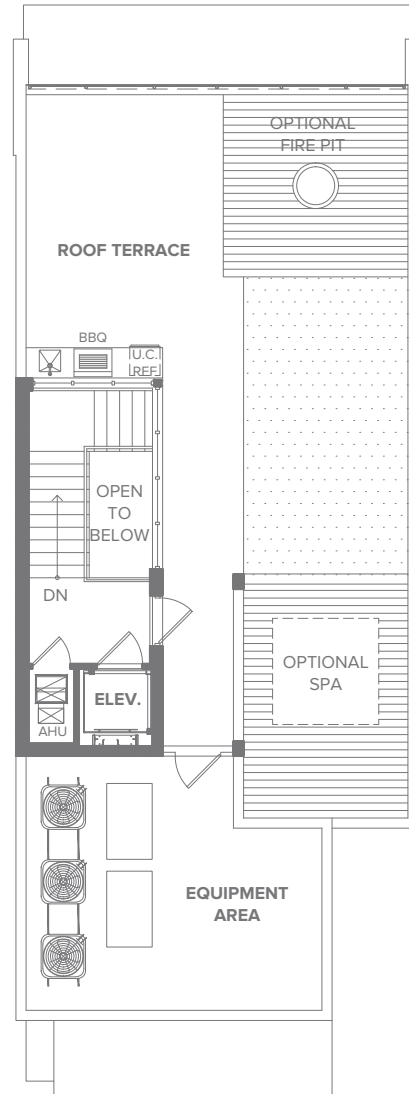 OPTIONAL
FIRE PIT
ROOF TERRACE
BBQ
U.C.
REF.
OPEN
TO
BELOW
DN
OPTIONAL
SPA
ELEV.
AHU
EQUIPMENT
AREA